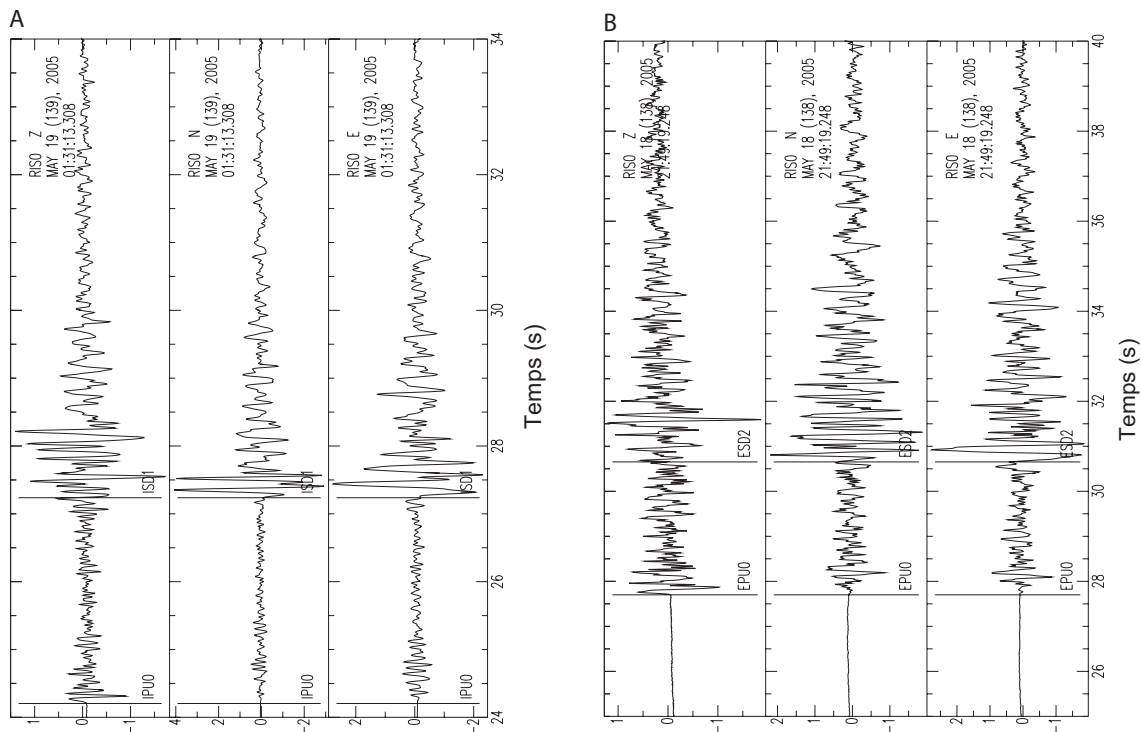 A
RISO Z
MAY 19 (139), 2005
01:31:13.308
IPU0
ISD1
1
0
−1
RISO N
MAY 19 (139), 2005
01:31:13.308
IPU0
ISD1
4
2
0
−2
RISO E
MAY 19 (139), 2005
01:31:13.308
IPU0
ISD1
2
0
−2
24
26
28
30
32
34
Temps (s)
B
RISO Z
MAY 18 (138), 2005
21:49:19.248
EPU0
ESD2
1
0
−1
RISO N
MAY 18 (138), 2005
21:49:19.248
EPU0
ESD2
2
1
0
−1
RISO E
MAY 18 (138), 2005
21:49:19.248
EPU0
ESD2
2
1
0
−1
26
28
30
32
34
36
38
40
Temps (s)